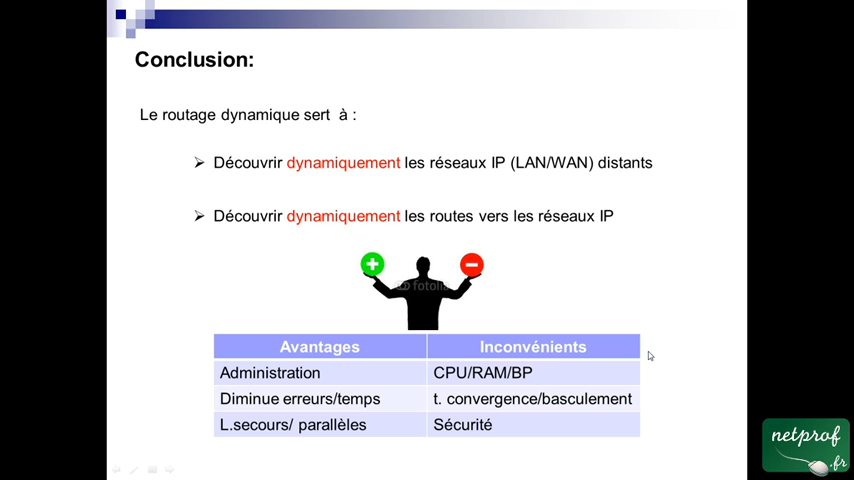 Conclusion:
Le routage dynamique sert à :
Découvrir dynamiquement les réseaux IP (LAN/WAN) distants
Découvrir dynamiquement les routes vers les réseaux IP
fotolia
Avantages Inconvénients
Administration CPU/RAM/BP
Diminue erreurs/temps t. convergence/basculement
L.secours/ parallèles Sécurité
netprof
.fr